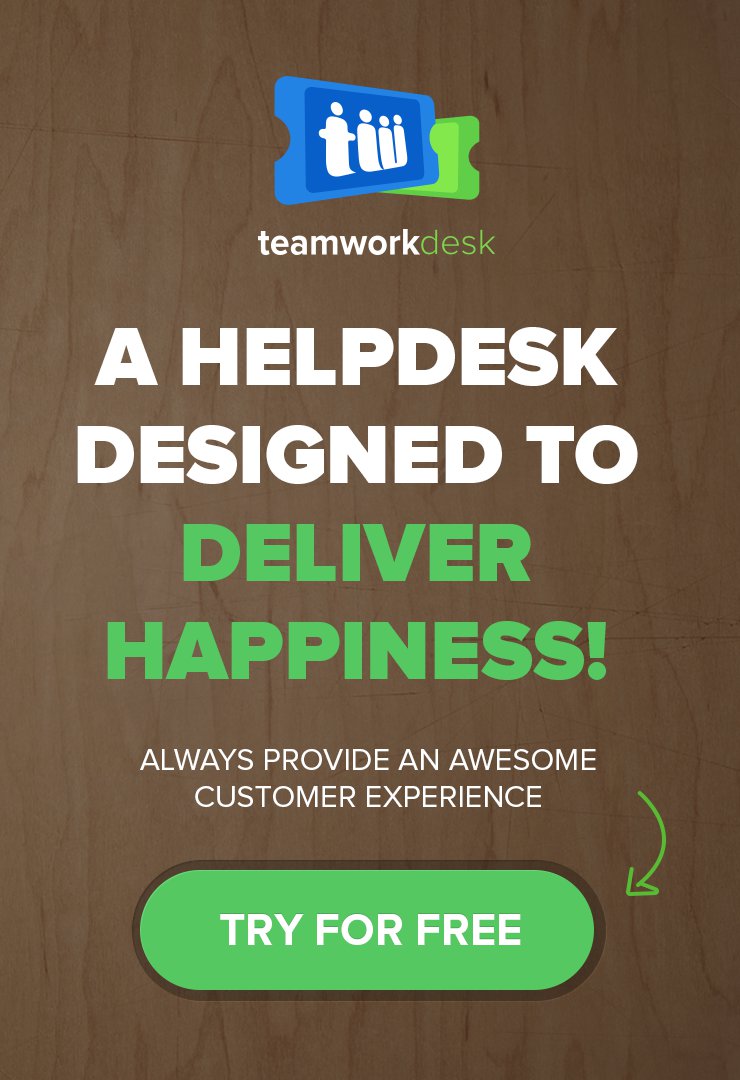 teamworkdesk
A HELPDESK
DESIGNED TO
DELIVER
HAPPINESS!
ALWAYS PROVIDE AN AWESOME
CUSTOMER EXPERIENCE
TRY FOR FREE